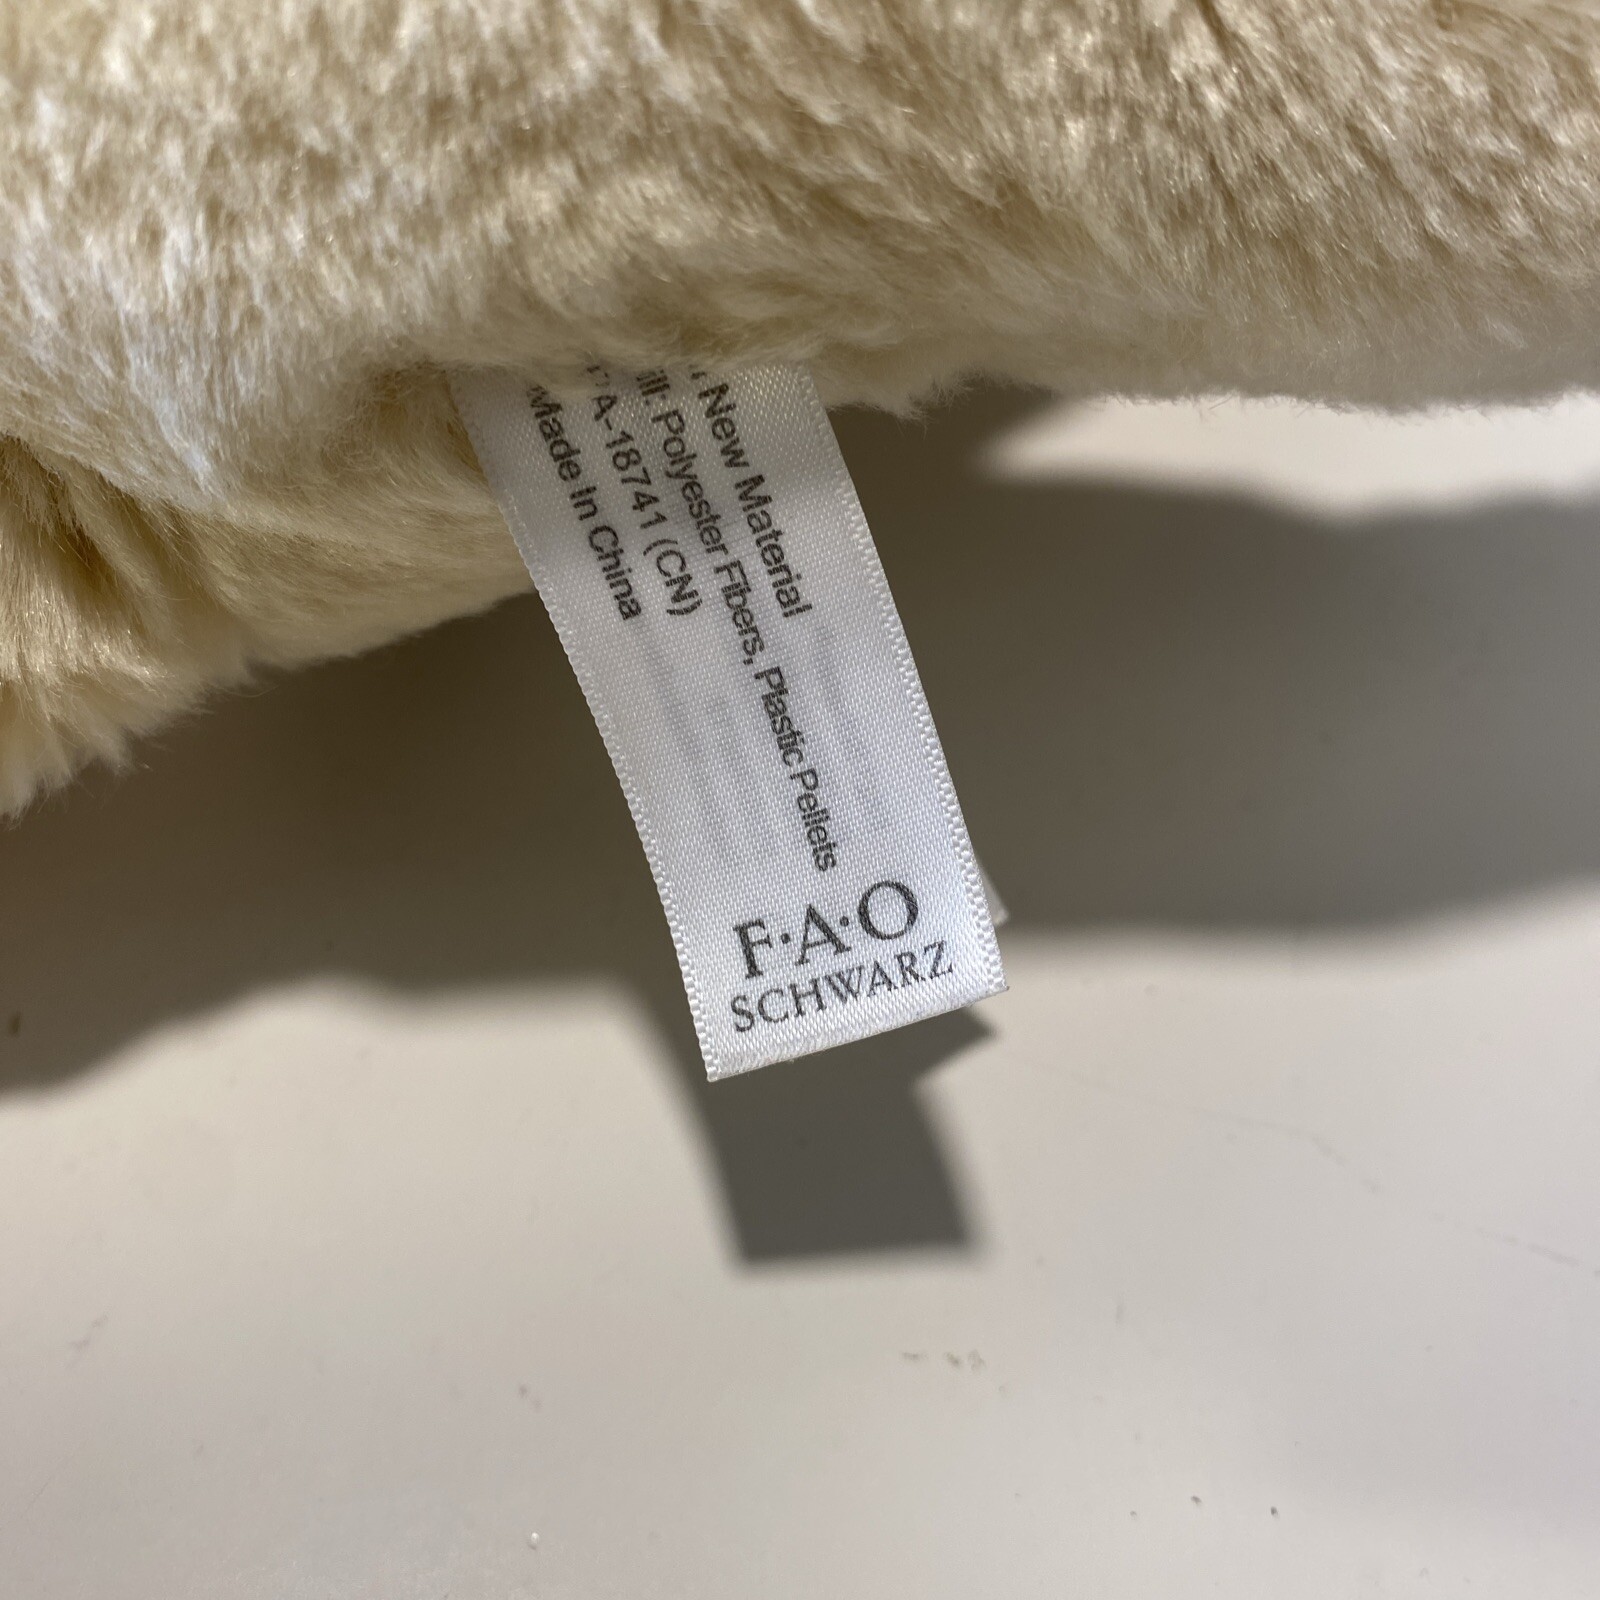 New Material
Polyester Fibers, Plastic Pellets
A-18741 (CN)
Made In China
F·A·O
SCHWARZ